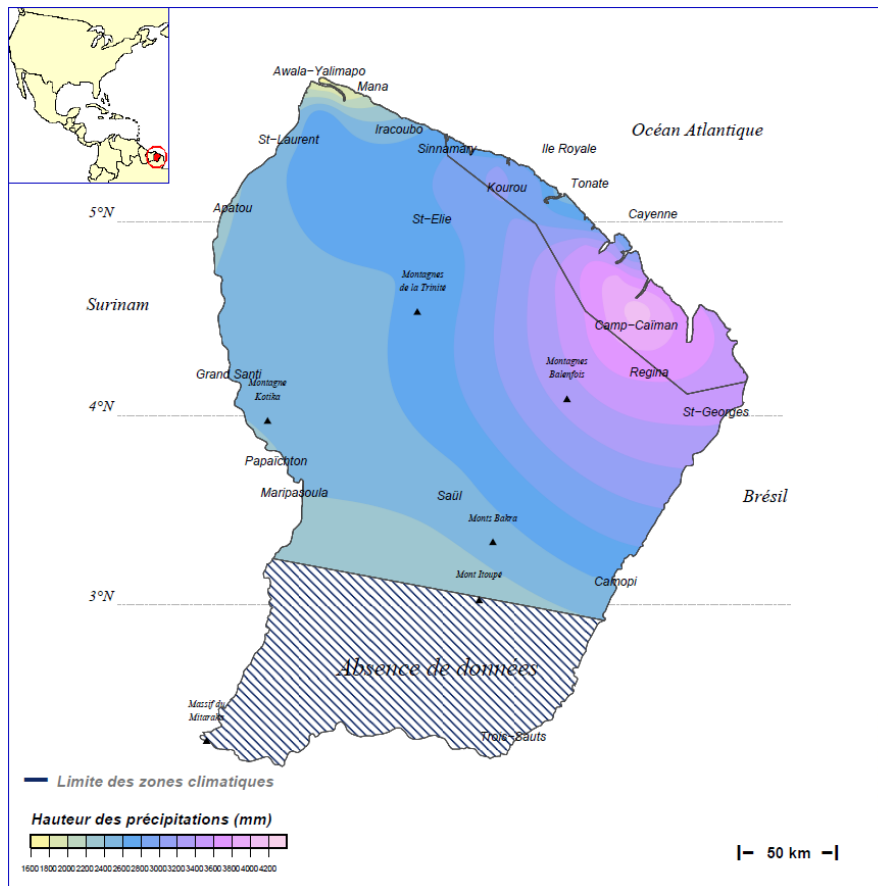 Awala-Yalimapo
Mana
Océan Atlantique
Iracoubo
St-Laurent
Sinnamary
Ile Royale
Kourou
Tonate
5°N
Apatou
St-Elie
Cayenne
Montagnes
de la Trinité
Surinam
Camp-Caïman
Grand Santi
Montagne
Kotika
Montagnes
Balenfois
Regina
4°N
St-Georges
Papaïchton
Maripasoula
Saül
Brésil
Monts Bakra
Mont Itoupé
Camopi
3°N
Absence de données
Massif du
Mitaraka
Trois-Sauts
Limite des zones climatiques
Hauteur des précipitations (mm)
1600 1800 2000 2200 2400 2600 2800 3000 3200 3400 3600 3800 4000 4200
50 km